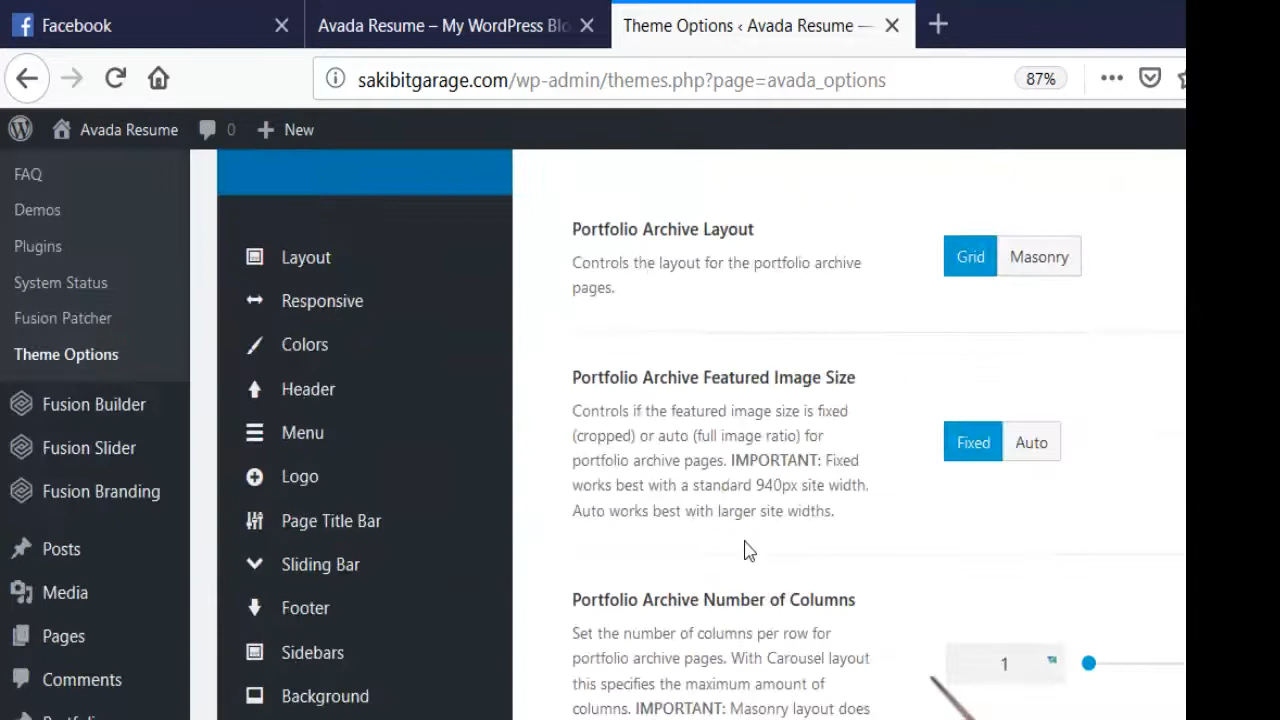 Facebook
Avada Resume – My WordPress Blo
Theme Options ‹ Avada Resume —
sakibitgarage.com/wp-admin/themes.php?page=avada_options
87%
Avada Resume
0
New
FAQ
Demos
Plugins
System Status
Fusion Patcher
Theme Options
Fusion Builder
Fusion Slider
Fusion Branding
Posts
Media
Pages
Comments
Layout
Responsive
Colors
Header
Menu
Logo
Page Title Bar
Sliding Bar
Footer
Sidebars
Background
Portfolio Archive Layout
Controls the layout for the portfolio archive
pages.
Grid
Masonry
Portfolio Archive Featured Image Size
Controls if the featured image size is fixed
(cropped) or auto (full image ratio) for
portfolio archive pages. IMPORTANT: Fixed
works best with a standard 940px site width.
Auto works best with larger site widths.
Fixed
Auto
Portfolio Archive Number of Columns
Set the number of columns per row for
portfolio archive pages. With Carousel layout
this specifies the maximum amount of
columns. IMPORTANT: Masonry layout does
1